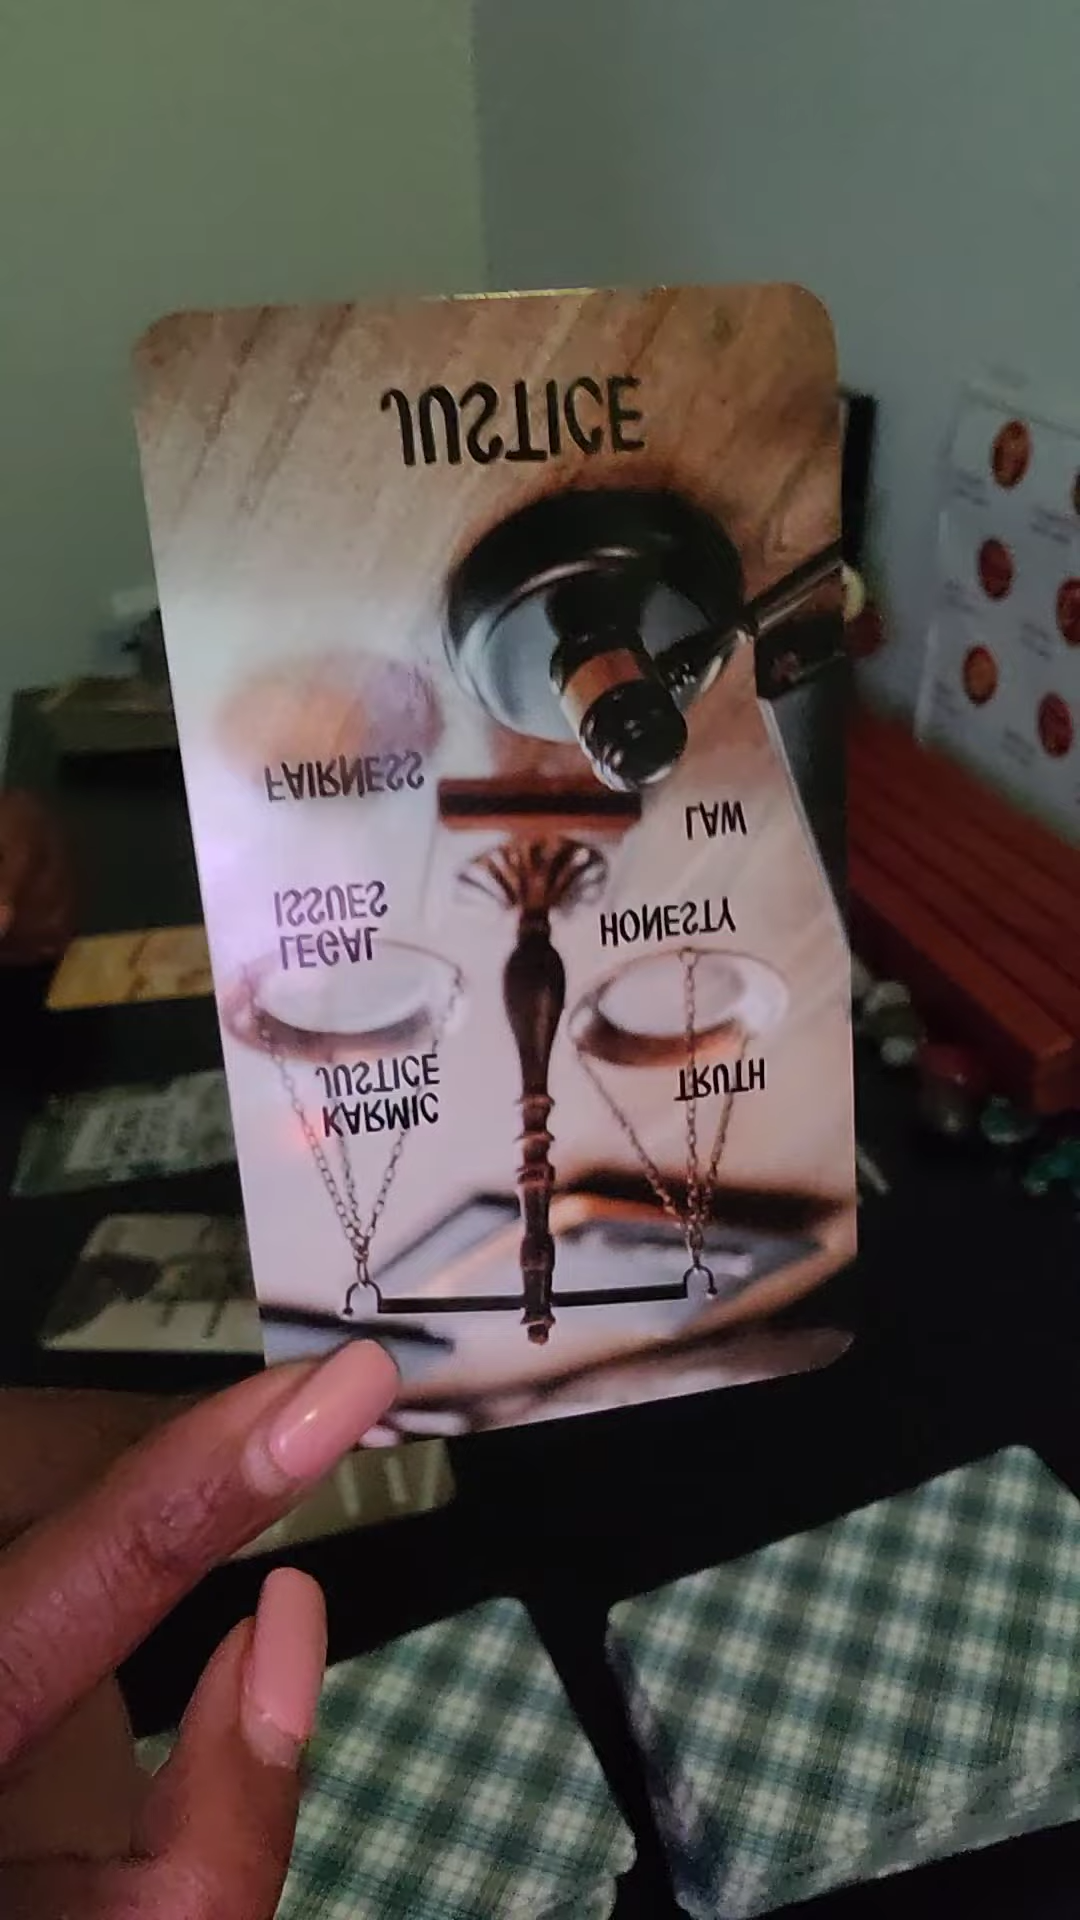 JUSTICE
FAIRNESS
LAW
LEGAL
ISSUES
HONESTY
KARMIC
JUSTICE
TRUTH